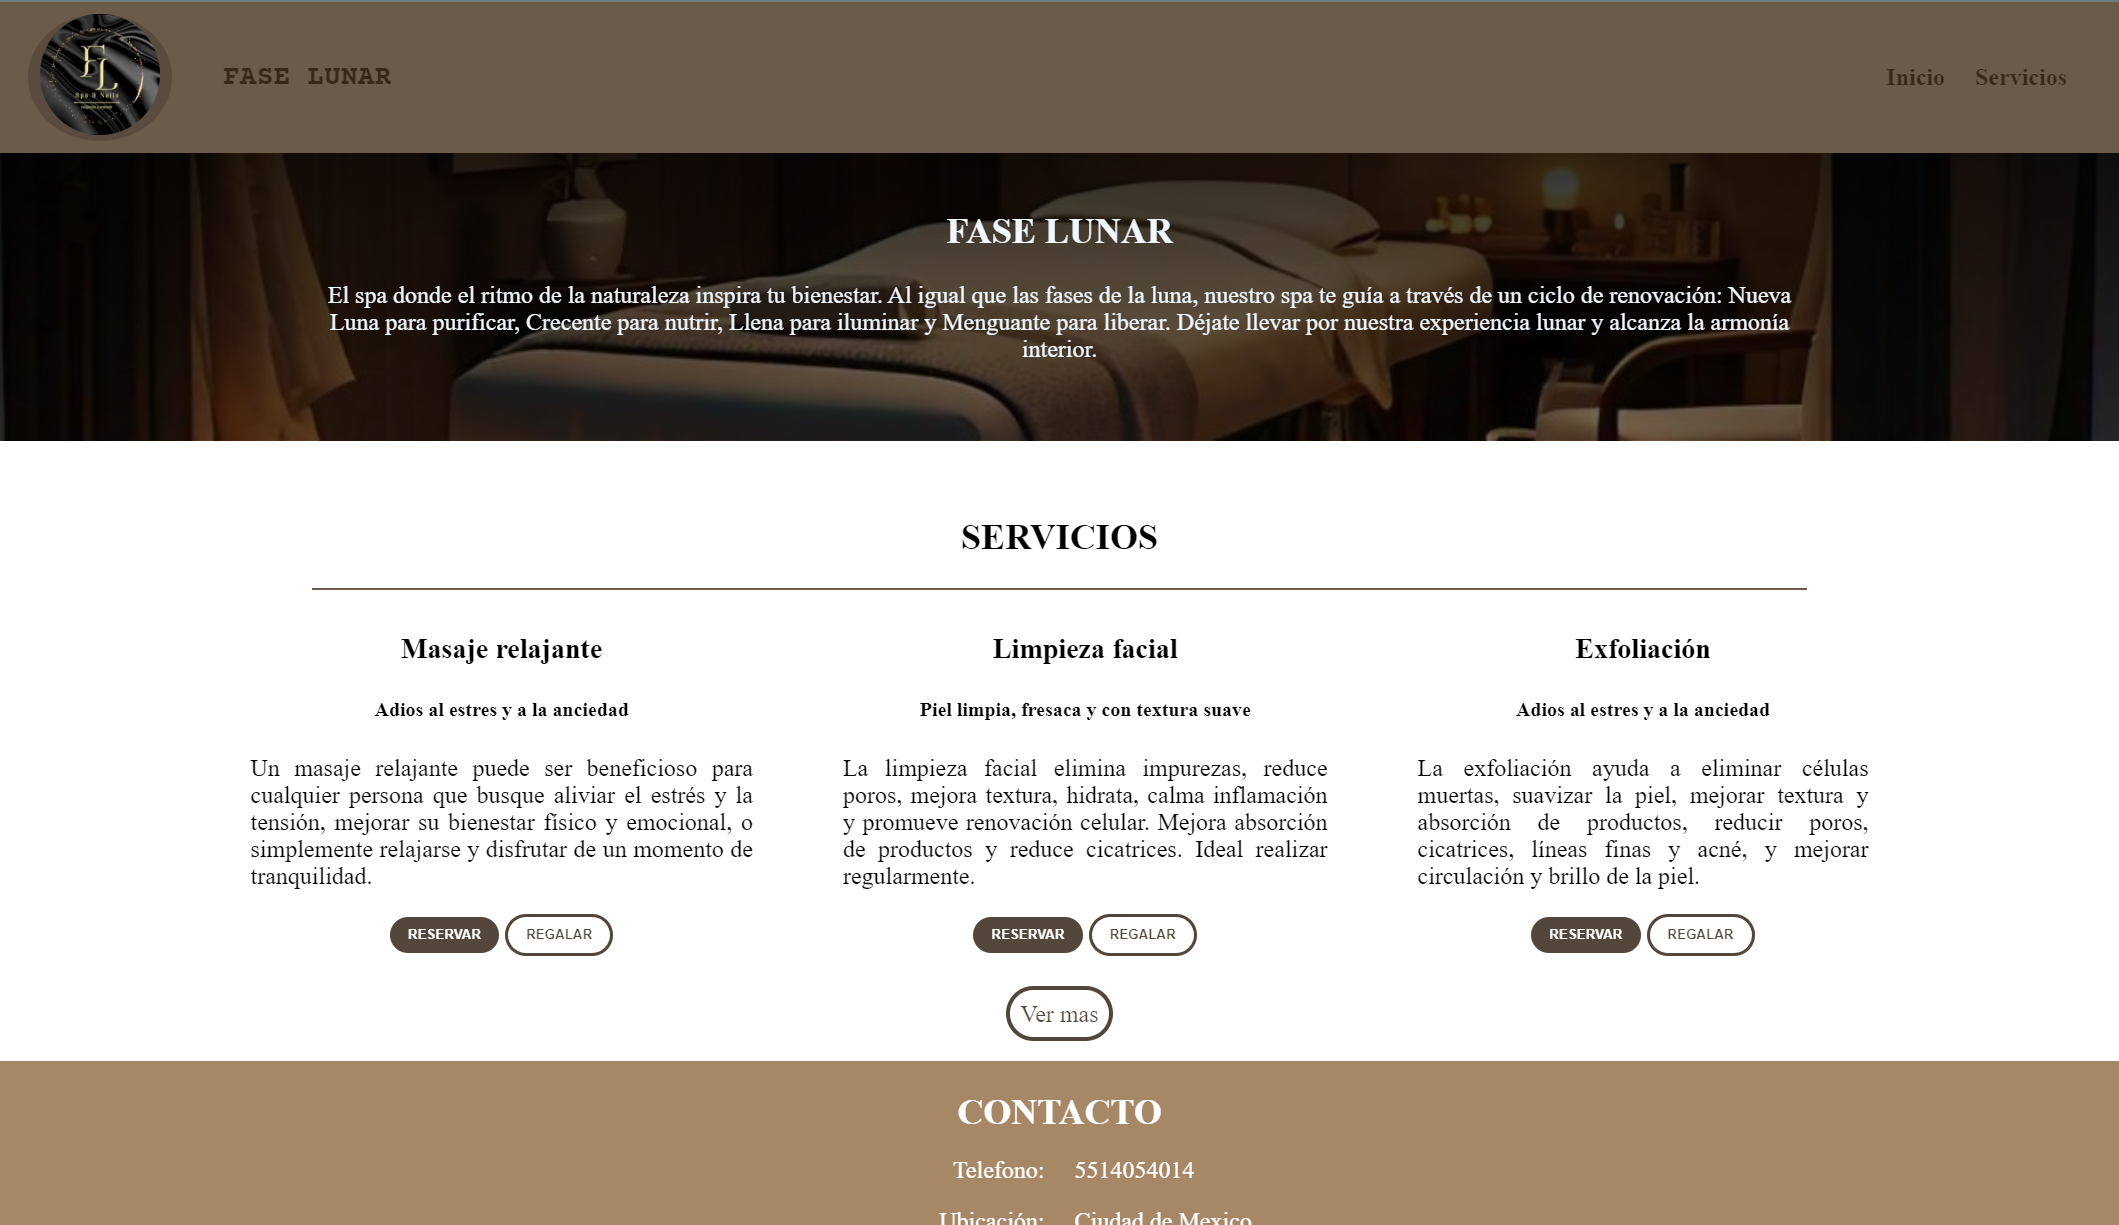 FL
Spa & Nails
FASE LUNAR
Inicio
Servicios
FASE LUNAR
El spa donde el ritmo de la naturaleza inspira tu bienestar. Al igual que las fases de la luna, nuestro spa te guía a través de un ciclo de renovación: Nueva
Luna para purificar, Crecente para nutrir, Llena para iluminar y Menguante para liberar. Déjate llevar por nuestra experiencia lunar y alcanza la armonía
interior.
SERVICIOS
Masaje relajante
Adios al estres y a la anciedad
Un masaje relajante puede ser beneficioso para
cualquier persona que busque aliviar el estrés y la
tensión, mejorar su bienestar físico y emocional, o
simplemente relajarse y disfrutar de un momento de
tranquilidad.
RESERVAR
REGALAR
Limpieza facial
Piel limpia, fresaca y con textura suave
La limpieza facial elimina impurezas, reduce
poros, mejora textura, hidrata, calma inflamación
y promueve renovación celular. Mejora absorción
de productos y reduce cicatrices. Ideal realizar
regularmente.
RESERVAR
REGALAR
Exfoliación
Adios al estres y a la anciedad
La exfoliación ayuda a eliminar células
muertas, suavizar la piel, mejorar textura y
absorción de productos, reducir poros,
cicatrices, líneas finas y acné, y mejorar
circulación y brillo de la piel.
RESERVAR
REGALAR
Ver mas
CONTACTO
Telefono: 5514054014
Ubicación: Ciudad de Mexico